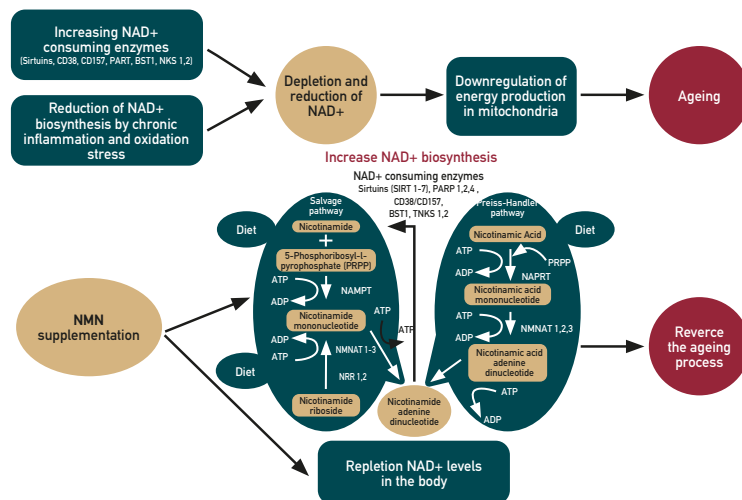 Increasing NAD+
consuming enzymes
(Sirtuins, CD38, CD157, PART, BST1, NKS 1,2)
Reduction of NAD+
biosynthesis by chronic
inflammation and oxidation
stress
Depletion and
reduction of
NAD+
Downregulation of
energy production
in mitochondria
Ageing
Increase NAD+ biosynthesis
NAD+ consuming enzymes
Sirtuins (SIRT 1-7), PARP 1,2,4 ,
CD38/CD157,
BST1, TNKS 1,2
Salvage
pathway
Diet
Nicotinamide
+
5-Phosphoribosyl-l-
pyrophosphate (PRPP)
ATP
ADP
NAMPT
Nicotinamide
mononucleotide
ATP
ATP
ADP
ATP
NMNAT 1-3
NRR 1,2
Diet
Nicotinamide
riboside
Nicotinamide
adenine
dinucleotide
Preiss-Handler
pathway
Diet
Nicotinamic Acid
ATP
ADP
PRPP
NAPRT
Nicotinamic acid
mononucleotide
ATP
ADP
NMNAT 1,2,3
Nicotinamic acid
adenine
dinucleotide
ATP
ADP
NMN
supplementation
Reverce
the ageing
process
Repletion NAD+ levels
in the body